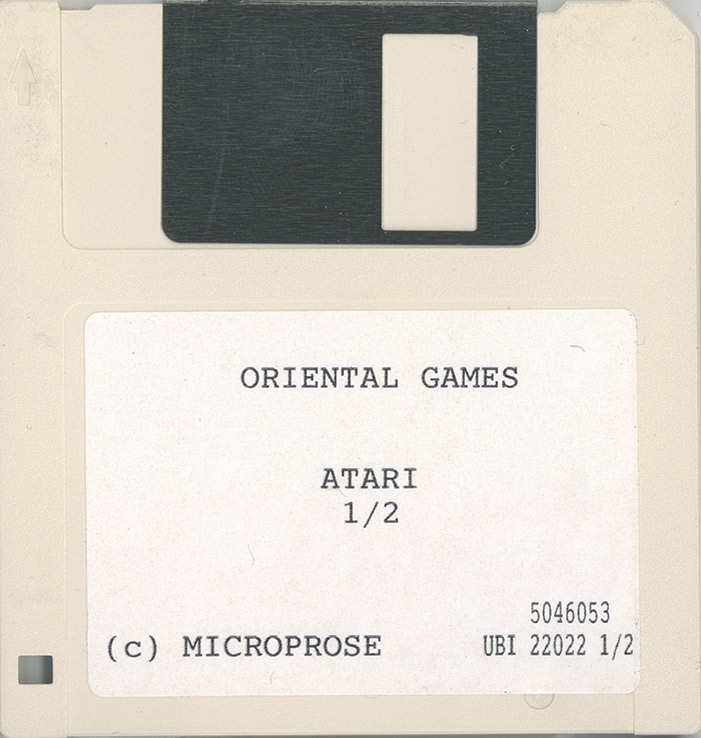 ORIENTAL GAMES
ATARI
1/2
5046053
(c) MICROPROSE
UBI 22022 1/2